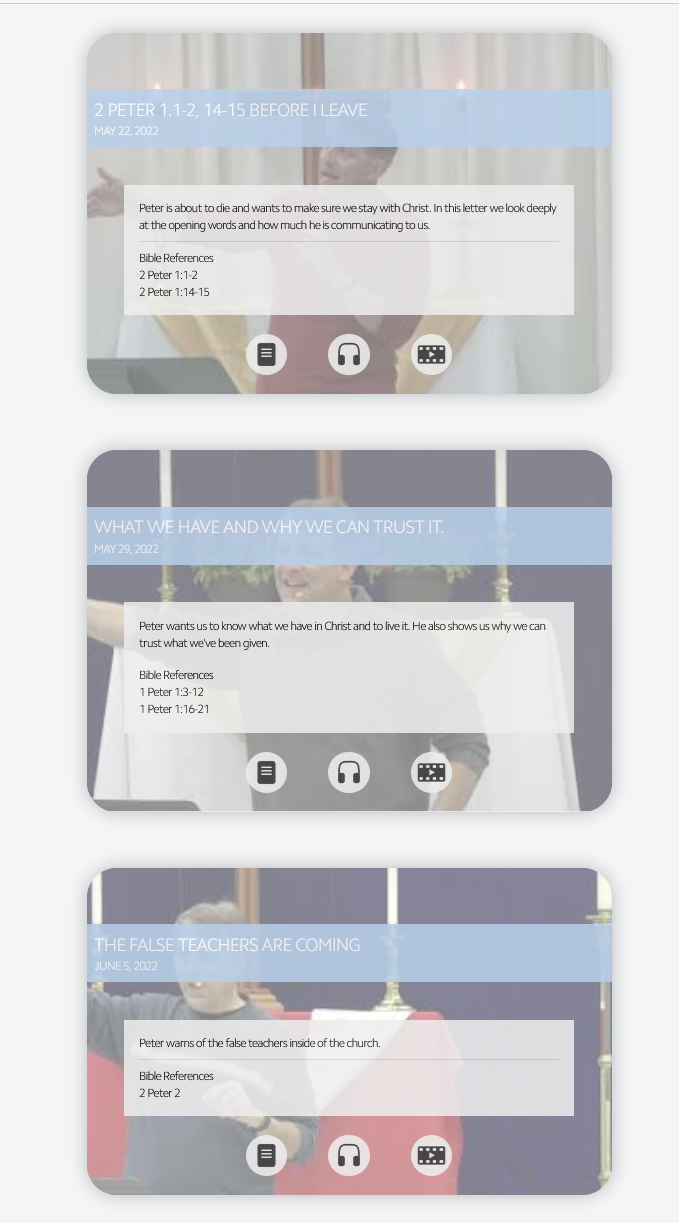 2 PETER 1.1-2, 14-15 BEFORE I LEAVE
MAY 22, 2022
Peter is about to die and wants to make sure we stay with Christ. In this letter we look deeply
at the opening words and how much he is communicating to us.
Bible References
2 Peter 1:1-2
2 Peter 1:14-15
WHAT WE HAVE AND WHY WE CAN TRUST IT.
MAY 29, 2022
Peter wants us to know what we have in Christ and to live it. He also shows us why we can
trust what we've been given.
Bible References
1 Peter 1:3-12
1 Peter 1:16-21
THE FALSE TEACHERS ARE COMING
JUNE 5, 2022
Peter warns of the false teachers inside of the church.
Bible References
2 Peter 2